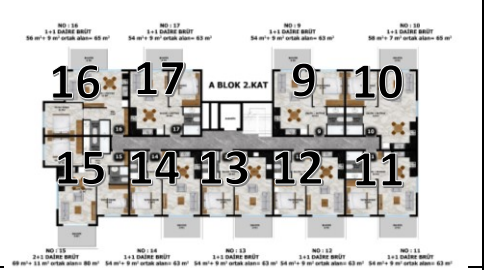 NO : 16
1+1 DAİRE BRÜT
56 m²+ 9 m² ortak alan= 65 m²
NO : 17
1+1 DAİRE BRÜT
54 m²+ 9 m² ortak alan= 63 m²
NO : 9
1+1 DAİRE BRÜT
54 m²+ 9 m² ortak alan= 63 m²
NO : 10
1+1 DAİRE BRÜT
58 m²+ 7 m² ortak alan= 65 m²
16 17 9 10
A BLOK 2.KAT
16 17 9 10
15
15 14 13 12 11
NO : 15
2+1 DAİRE BRÜT
69 m²+ 11 m² ortak alan= 80 m²
NO : 14
1+1 DAİRE BRÜT
54 m²+ 9 m² ortak alan= 63 m²
NO : 13
1+1 DAİRE BRÜT
54 m²+ 9 m² ortak alan= 63 m²
NO : 12
1+1 DAİRE BRÜT
54 m²+ 9 m² ortak alan= 63 m²
NO : 11
1+1 DAİRE BRÜT
54 m²+ 9 m² ortak alan= 63 m²